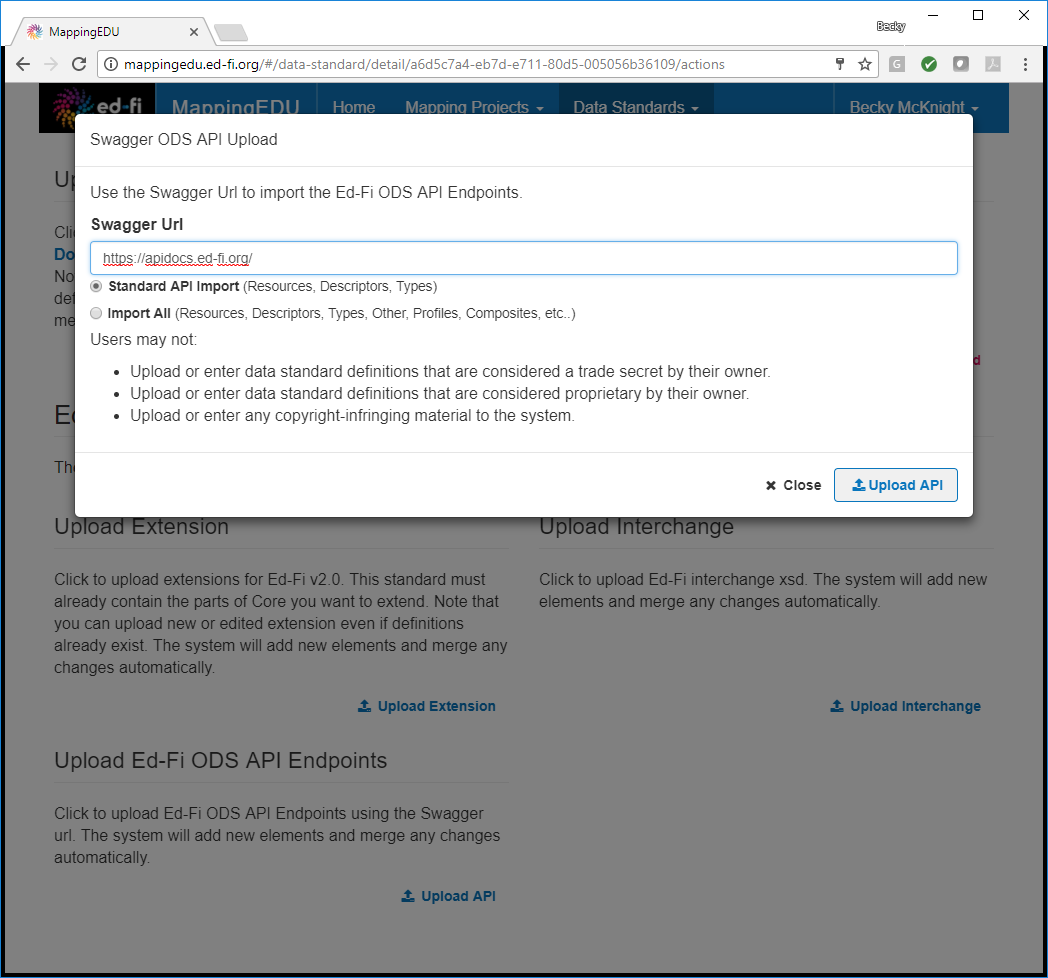 Becky
MappingEDU
mappingedu.ed-fi.org/#/data-standard/detail/a6d5c7a4-eb7d-e711-80d5-005056b36109/actions
G
ed-fi MappingEDU Home Mapping Projects Data Standards Becky McKnight
Swagger ODS API Upload
Use the Swagger Url to import the Ed-Fi ODS API Endpoints.
Swagger Url
https://apidocs.ed-fi.org/
Standard API Import (Resources, Descriptors, Types)
Import All (Resources, Descriptors, Types, Other, Profiles, Composites, etc..)
Users may not:
• Upload or enter data standard definitions that are considered a trade secret by their owner.
• Upload or enter data standard definitions that are considered proprietary by their owner.
• Upload or enter any copyright-infringing material to the system.
Close Upload API
Upload Extension
Click to upload extensions for Ed-Fi v2.0. This standard must
already contain the parts of Core you want to extend. Note that
you can upload new or edited extension even if definitions
already exist. The system will add new elements and merge any
changes automatically.
Upload Extension
Upload Interchange
Click to upload Ed-Fi interchange xsd. The system will add new
elements and merge any changes automatically.
Upload Interchange
Upload Ed-Fi ODS API Endpoints
Click to upload Ed-Fi ODS API Endpoints using the Swagger
url. The system will add new elements and merge any changes
automatically.
Upload API